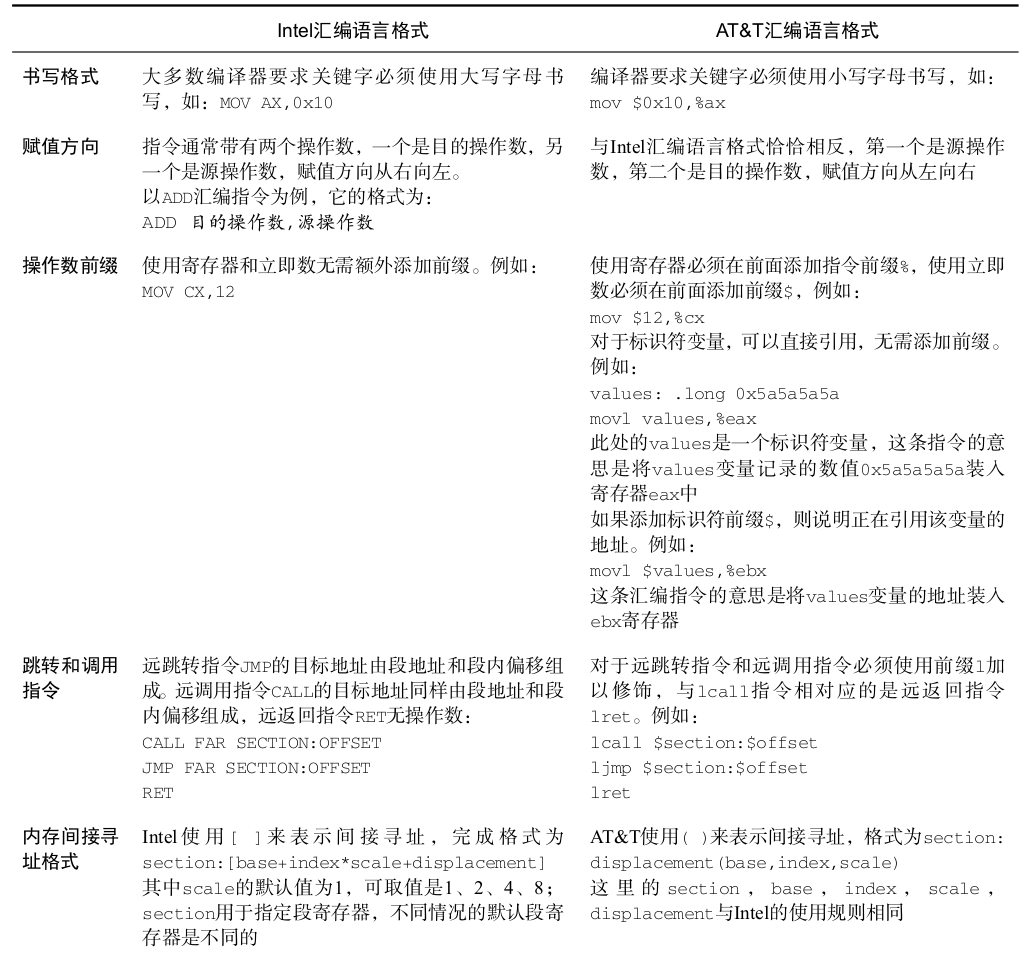 Intel汇编语言格式
AT&T汇编语言格式
书写格式
大多数编译器要求关键字必须使用大写字母书
写，如：MOV AX,0x10
编译器要求关键字必须使用小写字母书写，如：
mov $0x10,%ax
赋值方向
指令通常带有两个操作数，一个是目的操作数，另
一个是源操作数，赋值方向从右向左。
以ADD汇编指令为例，它的格式为：
ADD 目的操作数,源操作数
与Intel汇编语言格式恰恰相反，第一个是源操作
数，第二个是目的操作数，赋值方向从左向右
操作数前缀
使用寄存器和立即数无需额外添加前缀。例如：
MOV CX,12
使用寄存器必须在前面添加指令前缀%，使用立即
数必须在前面添加前缀$，例如：
mov $12,%cx
对于标识符变量，可以直接引用，无需添加前缀。
例如：
values: .long 0x5a5a5a5a
movl values,%eax
此处的values是一个标识符变量，这条指令的意
思是将values变量记录的数值0x5a5a5a5a装入
寄存器eax中
如果添加标识符前缀$，则说明正在引用该变量的
地址。例如：
movl $values,%ebx
这条汇编指令的意思是将values变量的地址装入
ebx寄存器
跳转和调用
指令
远跳转指令JMP的目标地址由段地址和段内偏移组
成。远调用指令CALL的目标地址同样由段地址和段
内偏移组成，远返回指令RET无操作数：
CALL FAR SECTION:OFFSET
JMP FAR SECTION:OFFSET
RET
对于远跳转指令和远调用指令必须使用前缀l加
以修饰，与lcall指令相对应的是远返回指令
lret。例如：
lcall $section:$offset
ljmp $section:$offset
lret
内存间接寻
址格式
Intel使用[ ]来表示间接寻址，完成格式为
section:[base+index*scale+displacement]
其中scale的默认值为1，可取值是1、2、4、8；
section用于指定段寄存器，不同情况的默认段寄
存器是不同的
AT&T使用( )来表示间接寻址，格式为section:
displacement(base,index,scale)
这里的section，base，index，scale，
displacement与Intel的使用规则相同